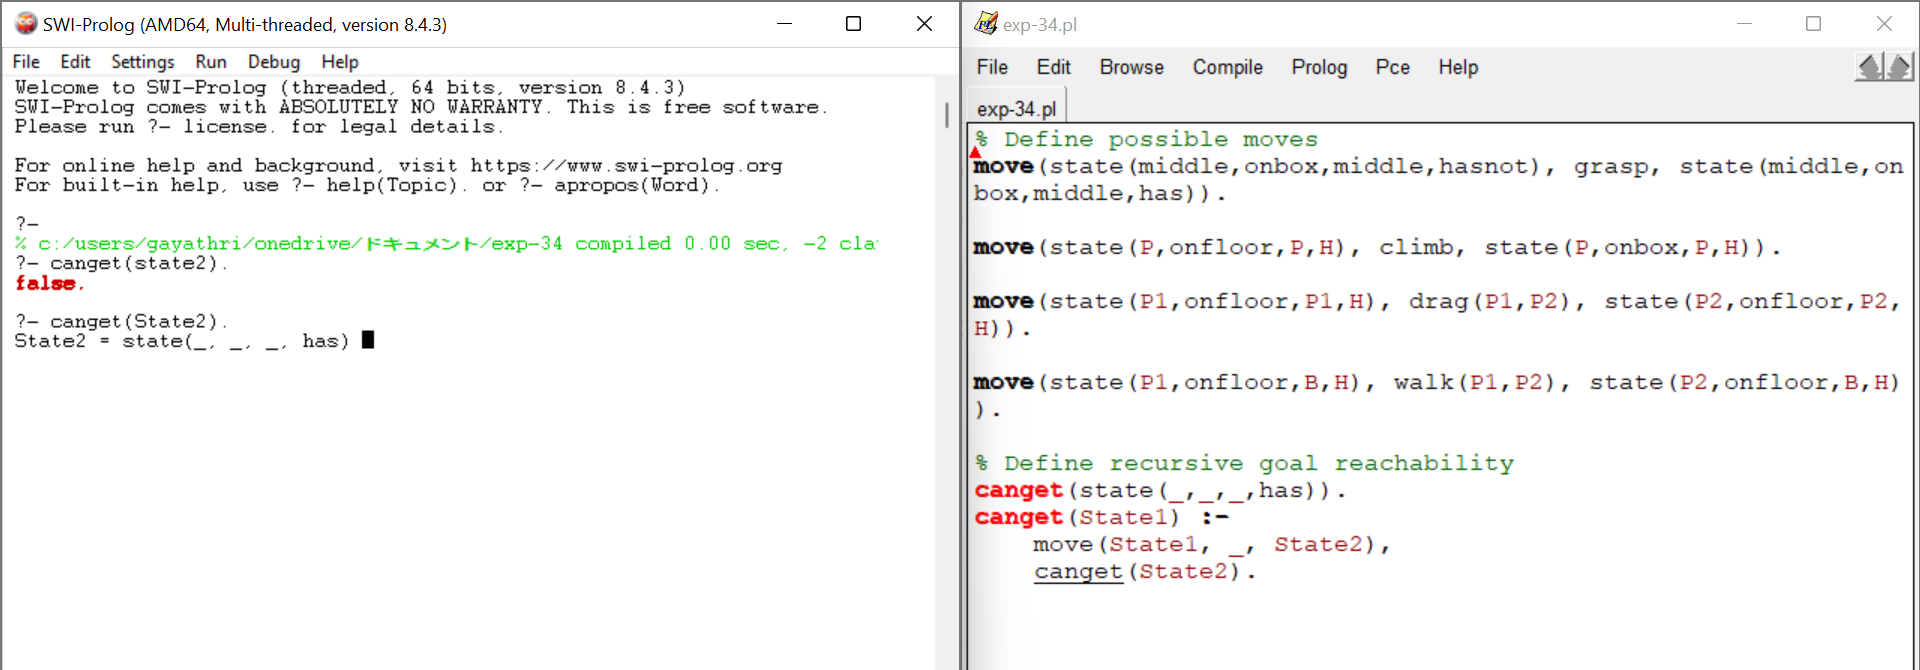 SWI-Prolog (AMD64, Multi-threaded, version 8.4.3)
File Edit Settings Run Debug Help
Welcome to SWI-Prolog (threaded, 64 bits, version 8.4.3)
SWI-Prolog comes with ABSOLUTELY NO WARRANTY. This is free software.
Please run ?- license. for legal details.
For online help and background, visit https://www.swi-prolog.org
For built-in help, use ?- help(Topic). or ?- apropos(Word).
?-
% c:/users/gayathri/onedrive/ドキュメント/exp-34 compiled 0.00 sec, -2 cla
?- canget(state2).
false.
?- canget(State2).
State2 = state(_, _, _, has)
exp-34.pl
File Edit Browse Compile Prolog Pce Help
exp-34.pl
% Define possible moves
move(state(middle,onbox,middle,hasnot), grasp, state(middle,on
box,middle,has)).
move(state(P,onfloor,P,H), climb, state(P,onbox,P,H)).
move(state(P1,onfloor,P1,H), drag(P1,P2), state(P2,onfloor,P2,
H)).
move(state(P1,onfloor,B,H), walk(P1,P2), state(P2,onfloor,B,H)
).
% Define recursive goal reachability
canget(state(_,_,_,has)).
canget(State1) :-
move(State1, _, State2),
canget(State2).